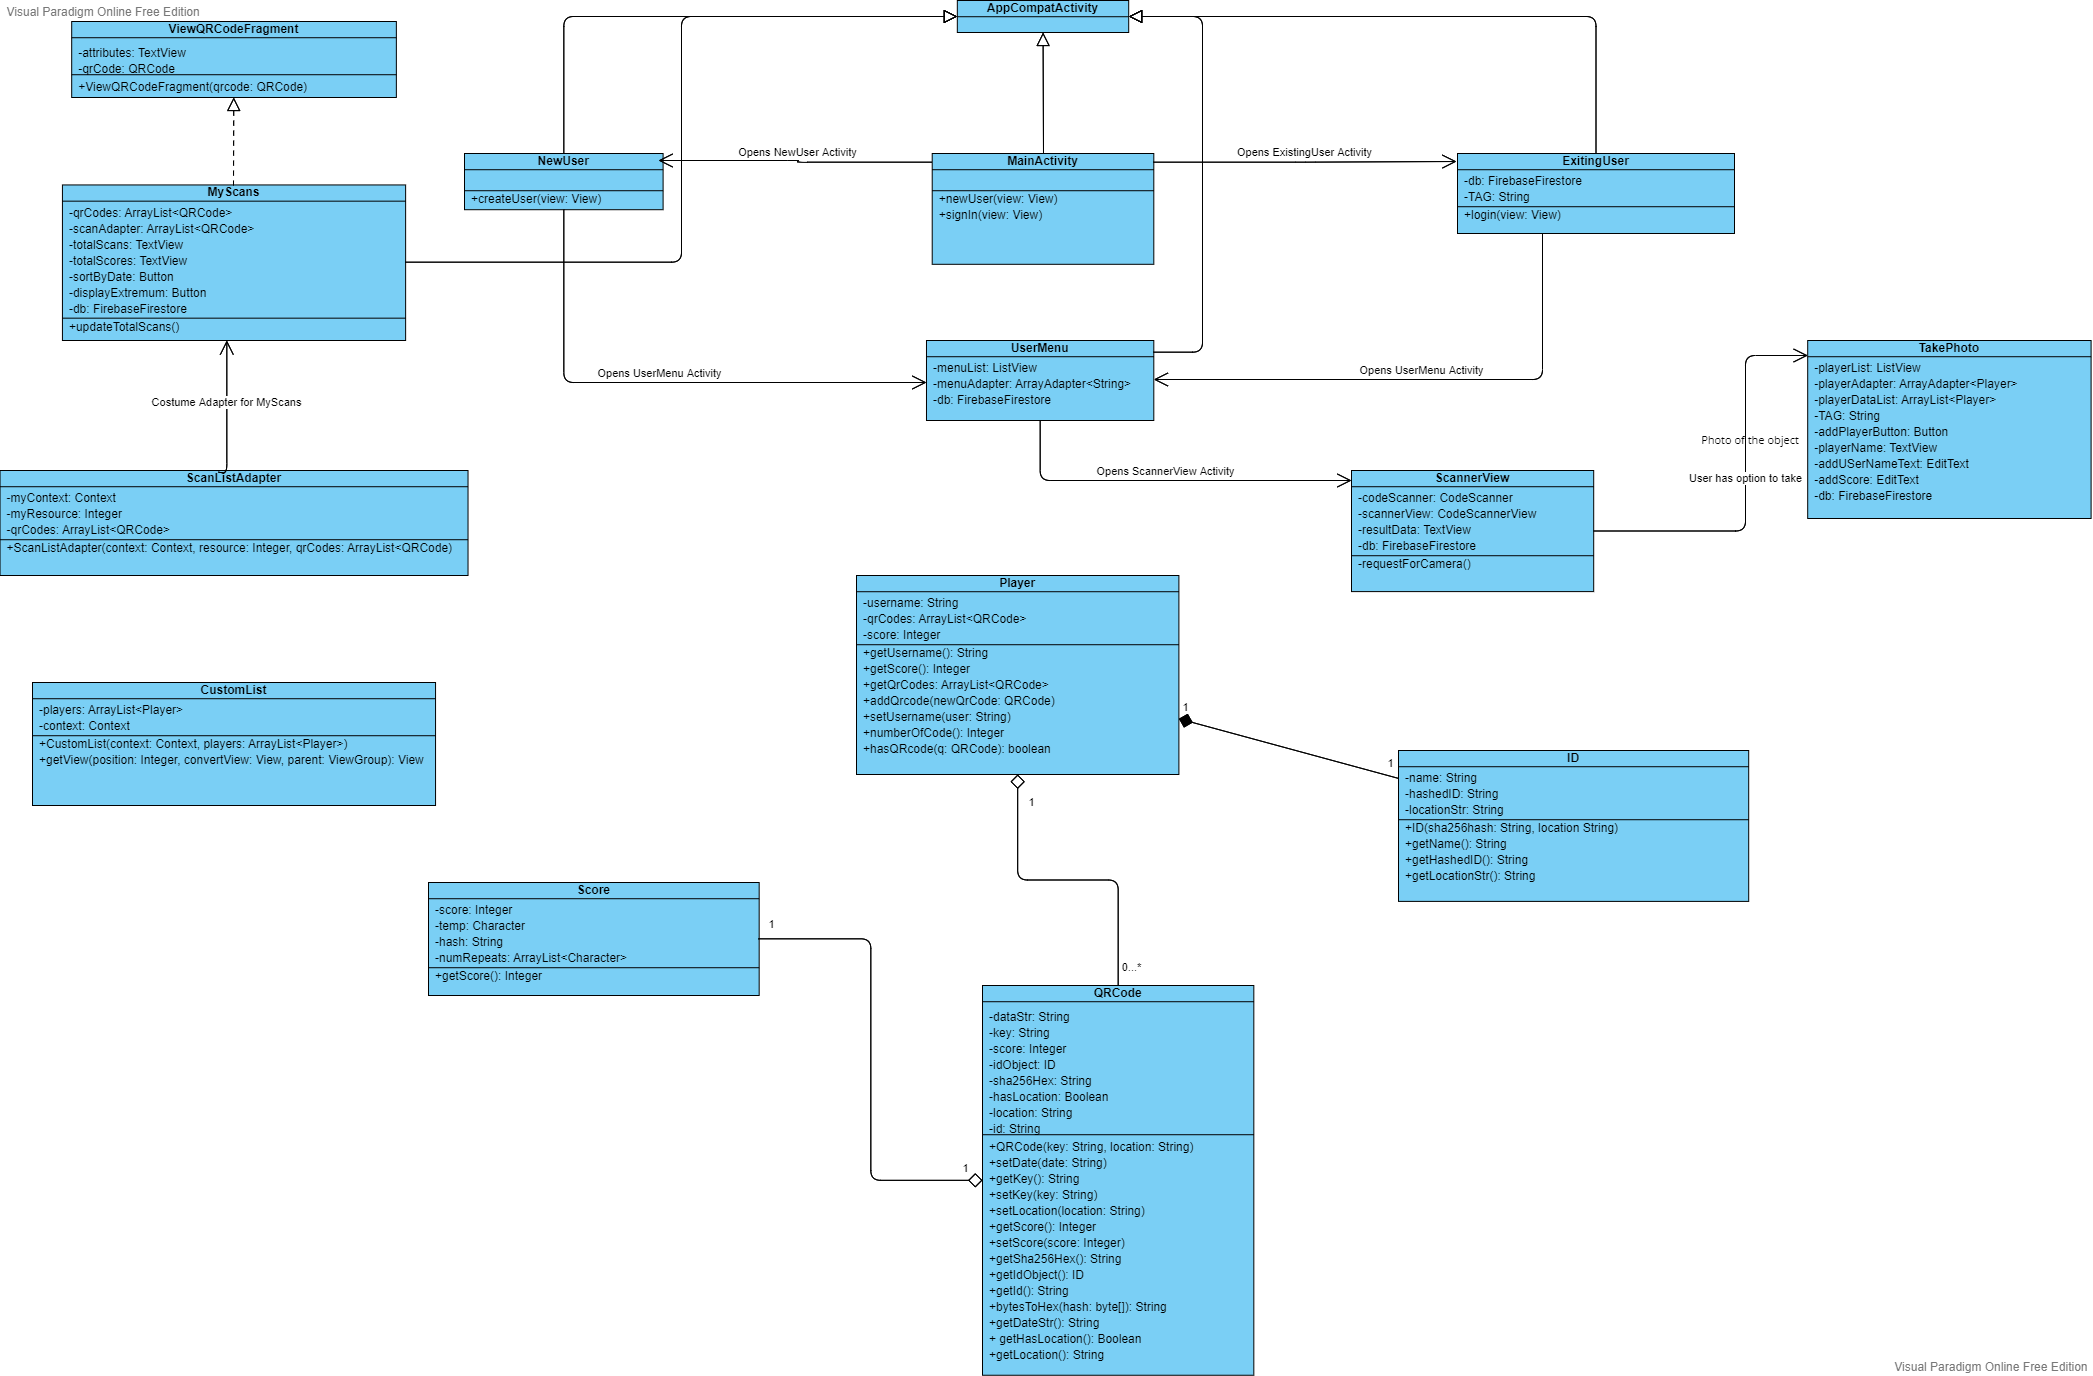 Visual Paradigm Online Free Edition
ViewQRCodeFragment
-attributes: TextView
-qrCode: QRCode
+ViewQRCodeFragment(qrcode: QRCode)
AppCompatActivity
NewUser
+createUser(view: View)
Opens NewUser Activity
MainActivity
+newUser(view: View)
+signIn(view: View)
Opens ExistingUser Activity
ExitingUser
-db: FirebaseFirestore
-TAG: String
+login(view: View)
MyScans
-qrCodes: ArrayList<QRCode>
-scanAdapter: ArrayList<QRCode>
-totalScans: TextView
-totalScores: TextView
-sortByDate: Button
-displayExtremum: Button
-db: FirebaseFirestore
+updateTotalScans()
Opens UserMenu Activity
UserMenu
-menuList: ListView
-menuAdapter: ArrayAdapter<String>
-db: FirebaseFirestore
Opens UserMenu Activity
TakePhoto
-playerList: ListView
-playerAdapter: ArrayAdapter<Player>
-playerDataList: ArrayList<Player>
-TAG: String
-addPlayerButton: Button
-playerName: TextView
-addUSerNameText: EditText
-addScore: EditText
-db: FirebaseFirestore
Photo of the object
User has option to take
Costume Adapter for MyScans
ScanListAdapter
-myContext: Context
-myResource: Integer
-qrCodes: ArrayList<QRCode>
+ScanListAdapter(context: Context, resource: Integer, qrCodes: ArrayList<QRCode)
Opens ScannerView Activity
ScannerView
-codeScanner: CodeScanner
-scannerView: CodeScannerView
-resultData: TextView
-db: FirebaseFirestore
-requestForCamera()
Player
-username: String
-qrCodes: ArrayList<QRCode>
-score: Integer
+getUsername(): String
+getScore(): Integer
+getQrCodes: ArrayList<QRCode>
+addQrcode(newQrCode: QRCode)
+setUsername(user: String)
+numberOfCode(): Integer
+hasQRcode(q: QRCode): boolean
1
1
1
0...*
CustomList
-players: ArrayList<Player>
-context: Context
+CustomList(context: Context, players: ArrayList<Player>)
+getView(position: Integer, convertView: View, parent: ViewGroup): View
ID
-name: String
-hashedID: String
-locationStr: String
+ID(sha256hash: String, location String)
+getName(): String
+getHashedID(): String
+getLocationStr(): String
Score
-score: Integer
-temp: Character
-hash: String
-numRepeats: ArrayList<Character>
+getScore(): Integer
1
1
QRCode
-dataStr: String
-key: String
-score: Integer
-idObject: ID
-sha256Hex: String
-hasLocation: Boolean
-location: String
-id: String
+QRCode(key: String, location: String)
+setDate(date: String)
+getKey(): String
+setKey(key: String)
+setLocation(location: String)
+getScore(): Integer
+setScore(score: Integer)
+getSha256Hex(): String
+getIdObject(): ID
+getId(): String
+bytesToHex(hash: byte[]): String
+getDateStr(): String
+ getHasLocation(): Boolean
+getLocation(): String
Visual Paradigm Online Free Edition